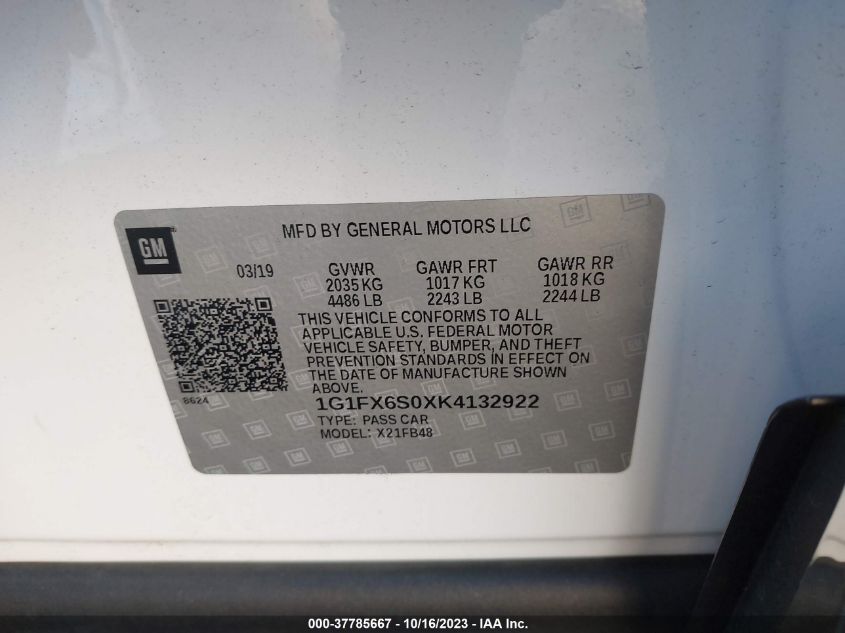 GM
MFD BY GENERAL MOTORS LLC
03/19 GVWR GAWR FRT GAWR RR
2035 KG 1017 KG 1018 KG
4486 LB 2243 LB 2244 LB
THIS VEHICLE CONFORMS TO ALL
APPLICABLE U.S. FEDERAL MOTOR
VEHICLE SAFETY, BUMPER, AND THEFT
PREVENTION STANDARDS IN EFFECT ON
THE DATE OF MANUFACTURE SHOWN
ABOVE.
8624
1G1FX6S0XK4132922
TYPE: PASS CAR
MODEL: X21FB48
000-37785667 - 10/16/2023 - IAA Inc.